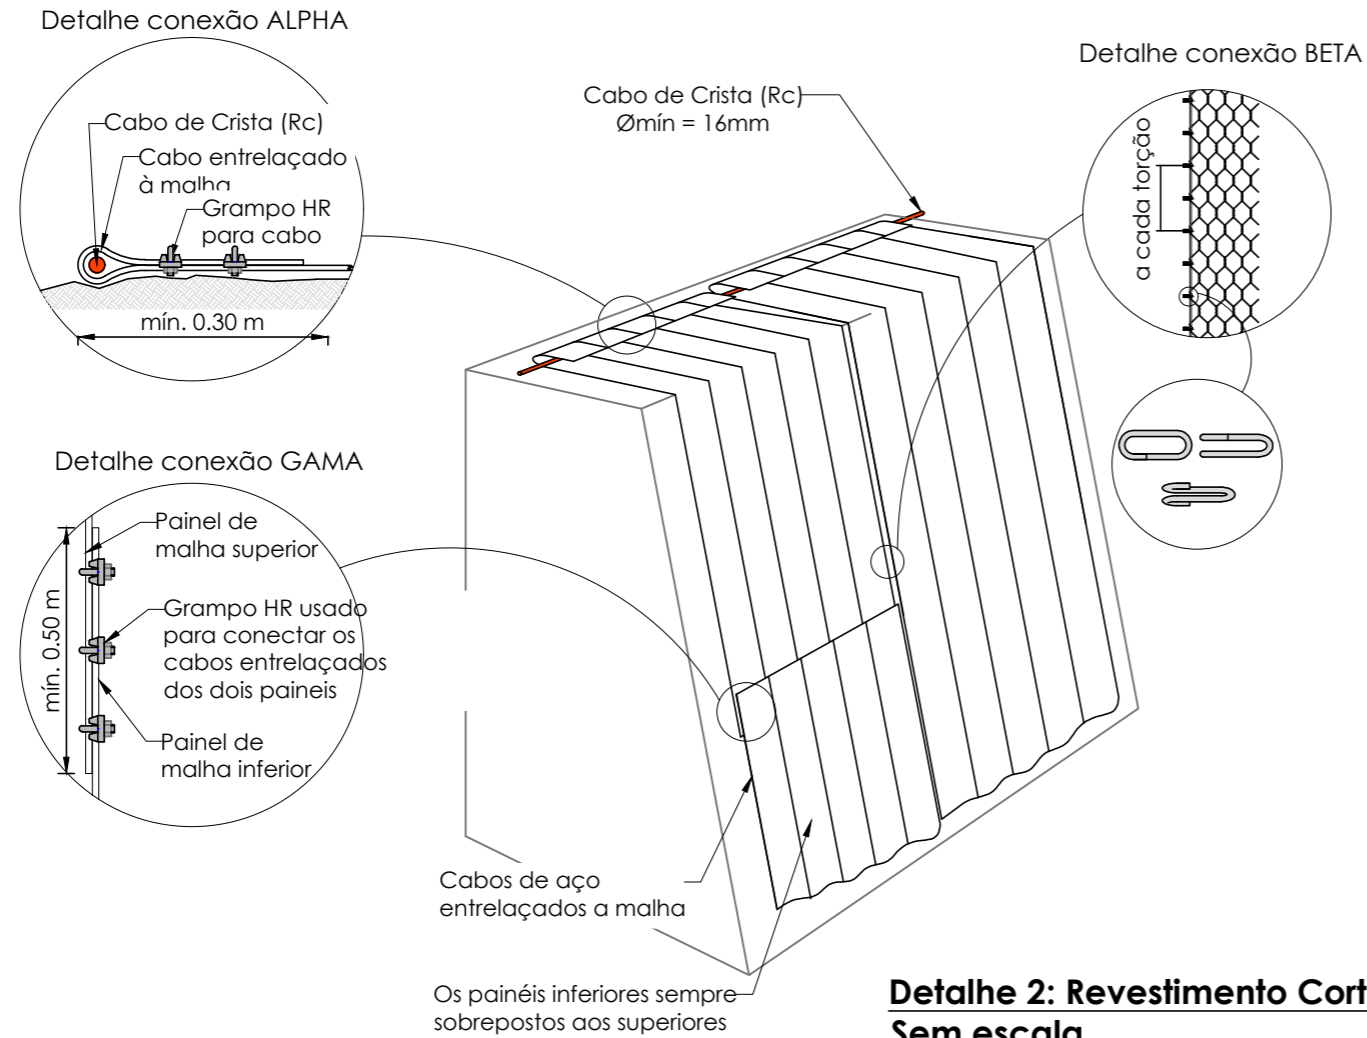 Detalhe conexão ALPHA
Cabo de Crista (Rc)
Cabo entrelaçado
à malha
Grampo HR
para cabo
mín. 0.30 m
Cabo de Crista (Rc)
Ømín = 16mm
Detalhe conexão BETA
a cada torção
Detalhe conexão GAMA
Painel de
malha superior
Grampo HR usado
para conectar os
cabos entrelaçados
dos dois paineis
Painel de
malha inferior
mín. 0.50 m
Cabos de aço
entrelaçados a malha
Os painéis inferiores sempre
sobrepostos aos superiores
Detalhe 2: Revestimento Cort
Sem escala